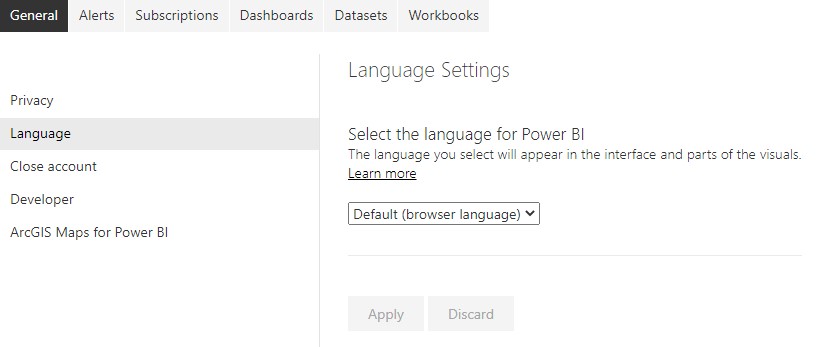 General Alerts Subscriptions Dashboards Datasets Workbooks
Privacy
Language
Close account
Developer
ArcGIS Maps for Power BI
Language Settings
Select the language for Power BI
The language you select will appear in the interface and parts of the visuals.
Learn more
Default (browser language)
Apply Discard